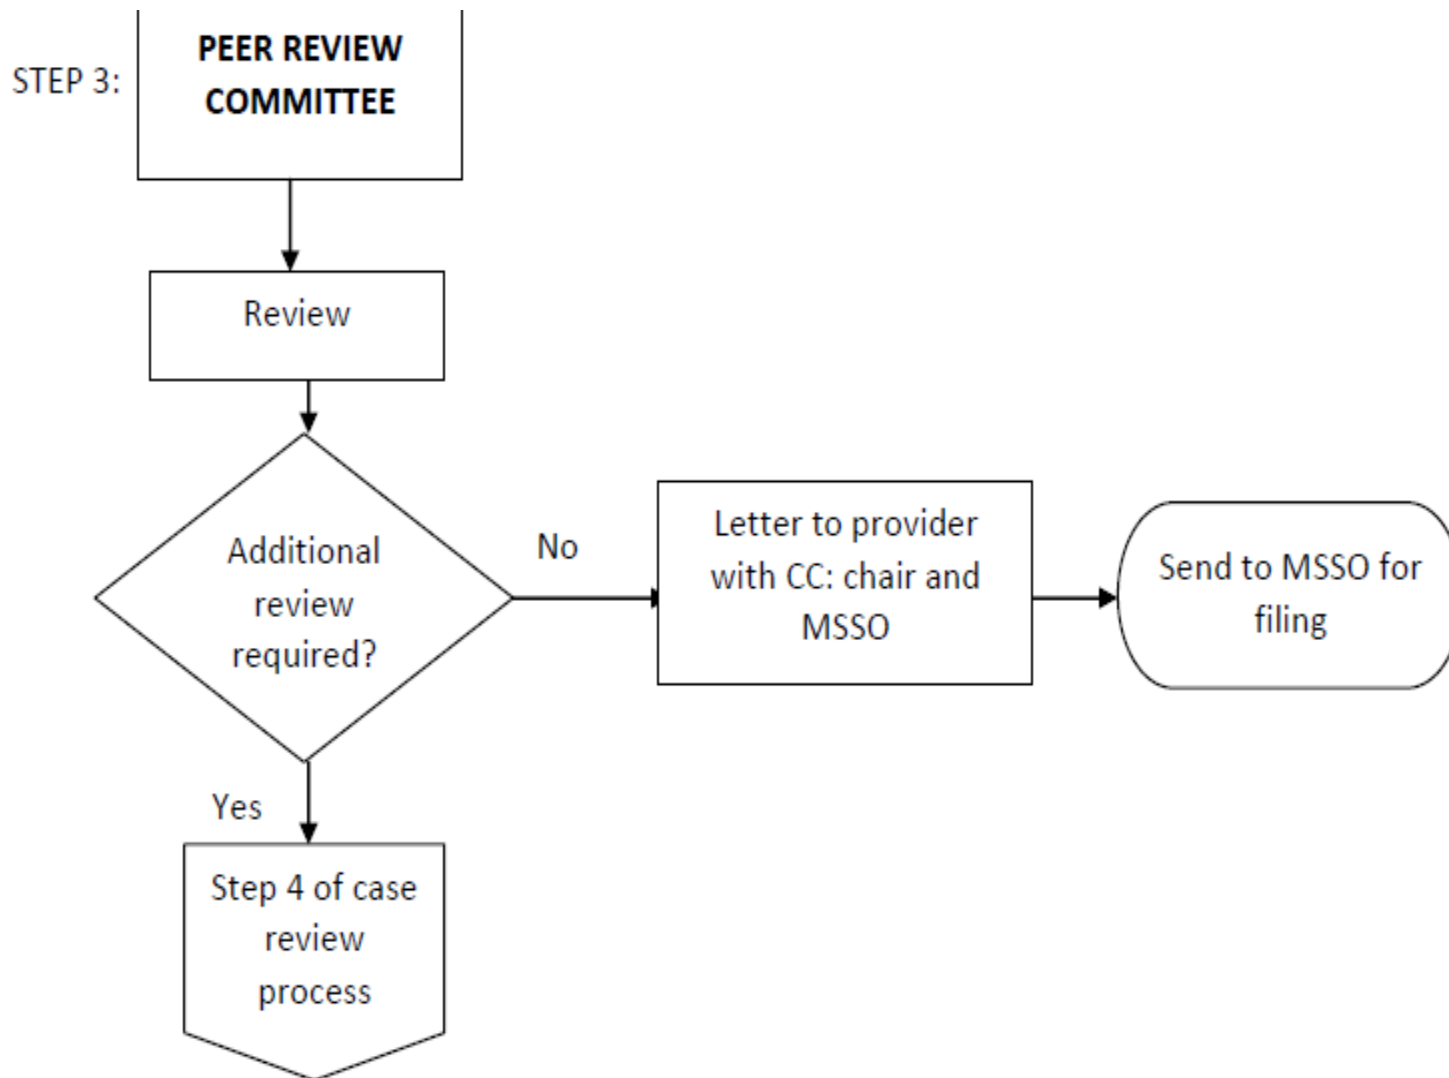 PEER REVIEW
STEP 3:
COMMITTEE
Review
Additional
review
required?
No
Letter to provider
with CC: chair and
MSSO
Send to MSSO for
filing
Yes
Step 4 of case
review
process